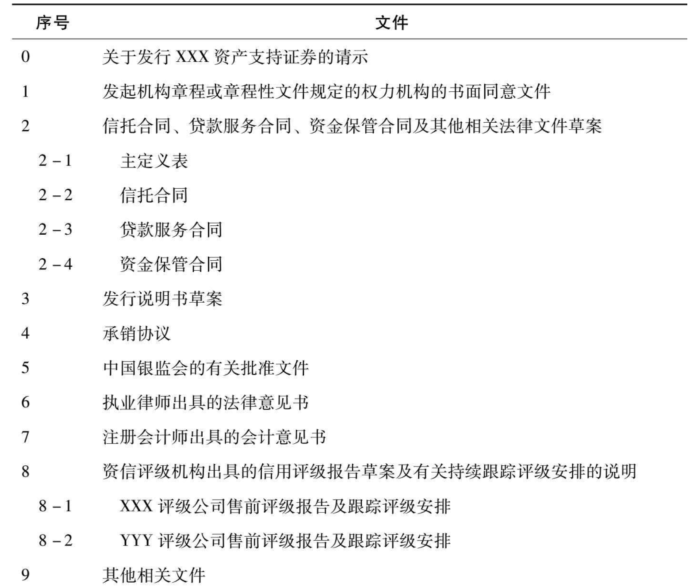 序号 文件
0 关于发行 XXX 资产支持证券的请示
1 发起机构章程或章程性文件规定的权力机构的书面同意文件
2 信托合同、贷款服务合同、资金保管合同及其他相关法律文件草案
2-1 主定义表
2-2 信托合同
2-3 贷款服务合同
2-4 资金保管合同
3 发行说明书草案
4 承销协议
5 中国银监会的有关批准文件
6 执业律师出具的法律意见书
7 注册会计师出具的会计意见书
8 资信评级机构出具的信用评级报告草案及有关持续跟踪评级安排的说明
8-1 XXX 评级公司售前评级报告及跟踪评级安排
8-2 YYY 评级公司售前评级报告及跟踪评级安排
9 其他相关文件